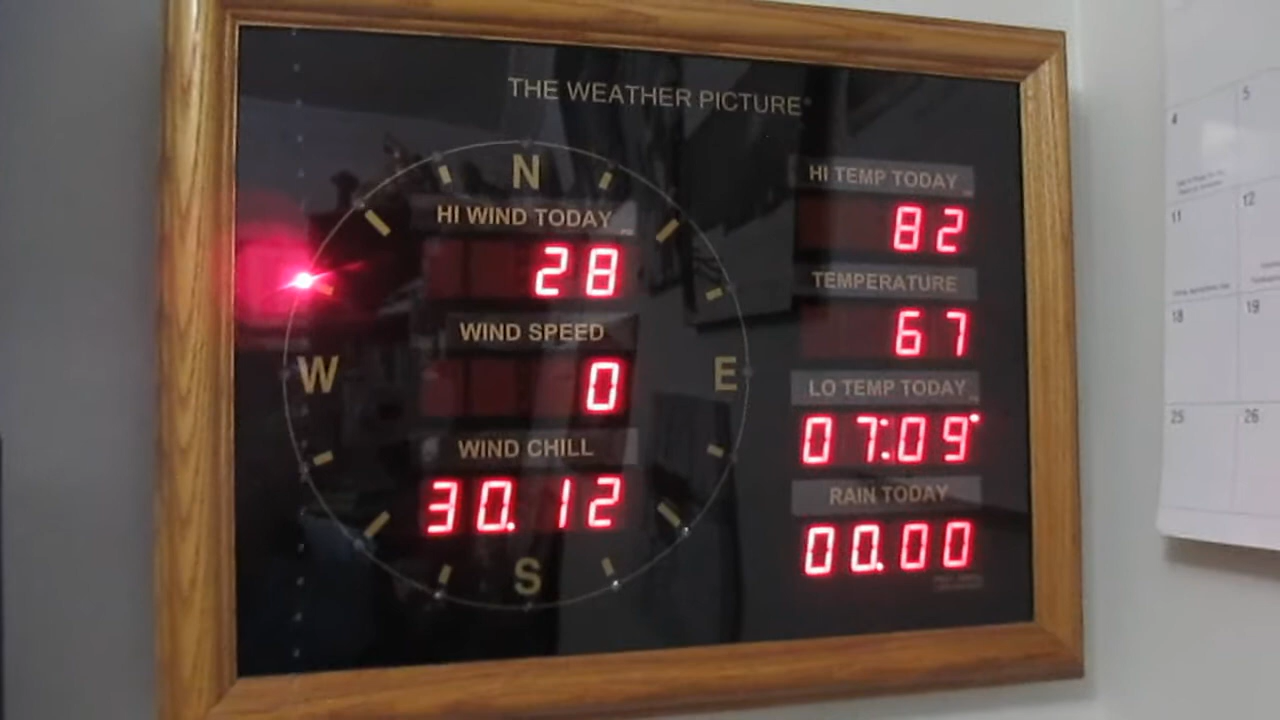 THE WEATHER PICTURE®
N
HI WIND TODAY
28
WIND SPEED
0
W
E
WIND CHILL
30.12
S
HI TEMP TODAY
82
TEMPERATURE
67
LO TEMP TODAY
07:09
RAIN TODAY
00.00
4
5
11
12
18
19
25
26